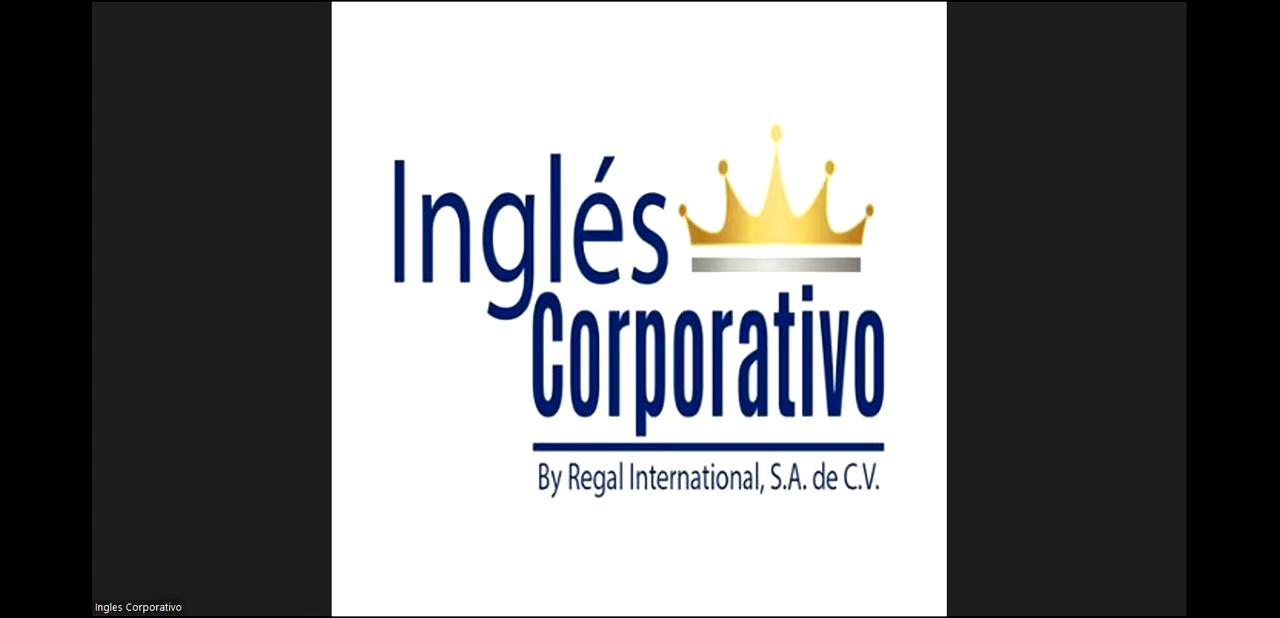 Inglés
Corporativo
By Regal International, S.A. de C.V.
Ingles Corporativo